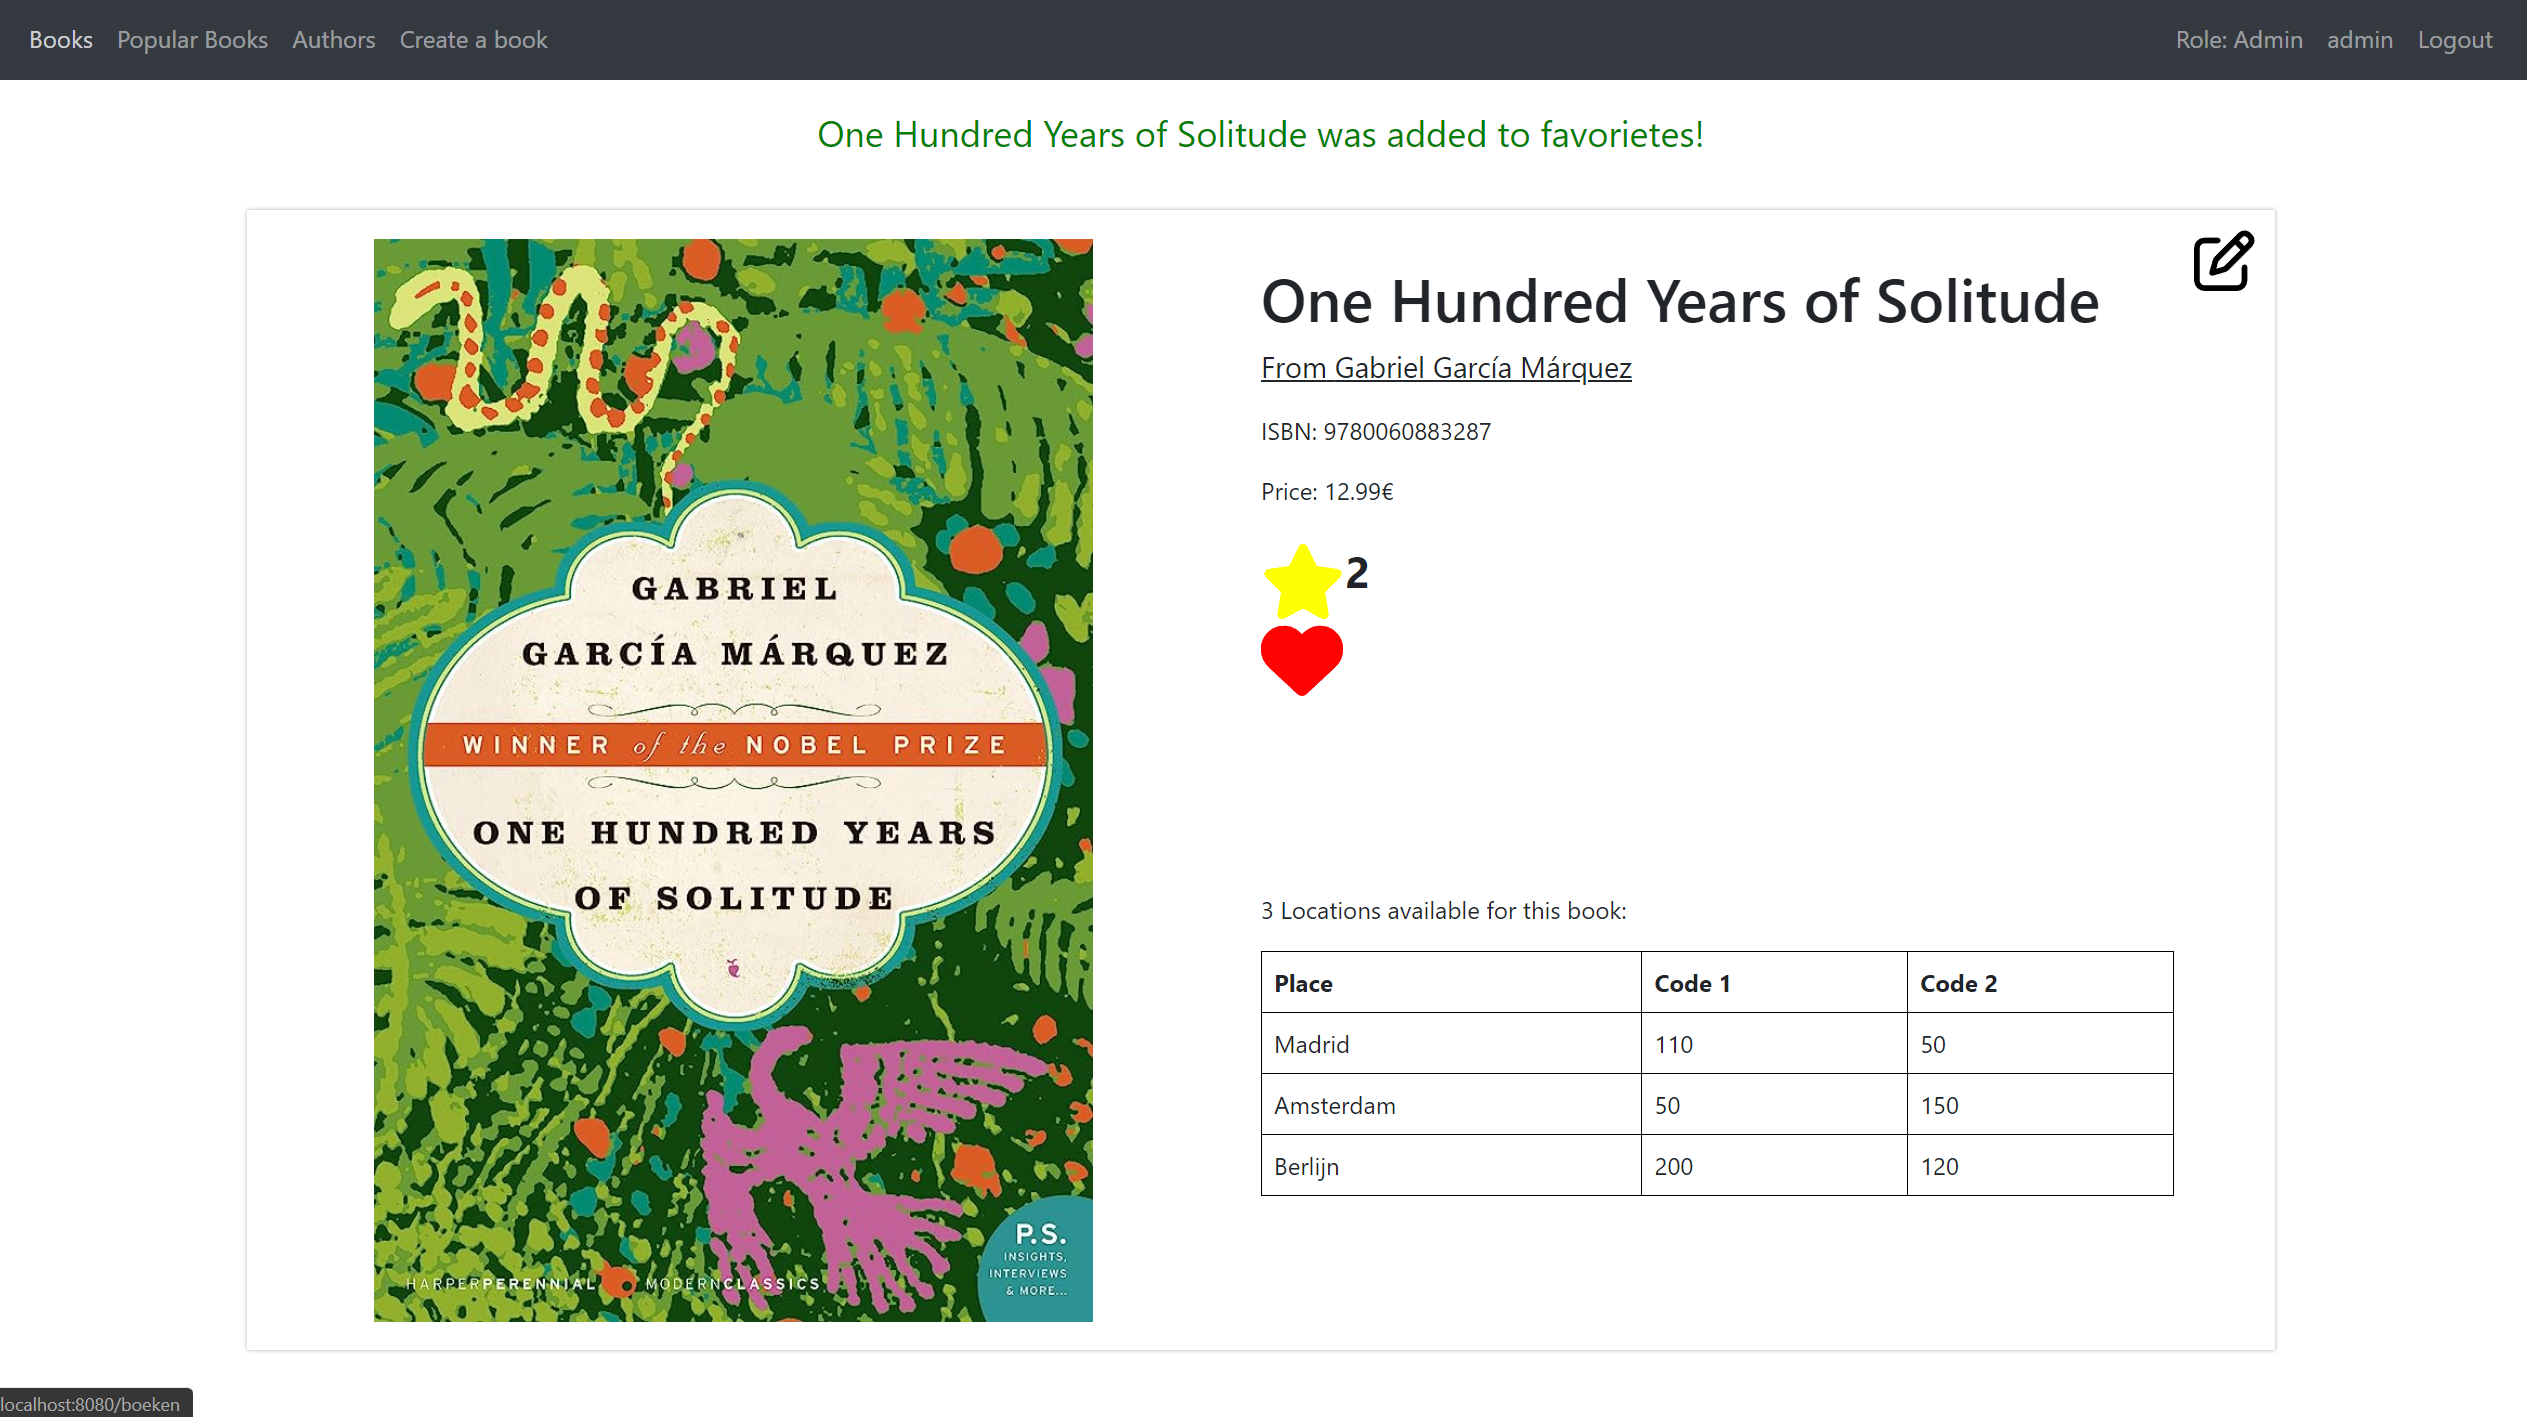 Books Popular Books Authors Create a book Role: Admin admin Logout
One Hundred Years of Solitude was added to favorietes!
GABRIEL
GARCÍA MÁRQUEZ
WINNER of the NOBEL PRIZE
ONE HUNDRED YEARS
OF SOLITUDE
P.S.
INSIGHTS,
INTERVIEWS
& MORE...
HARPERPERENNIAL MODERNCLASSICS
One Hundred Years of Solitude
From Gabriel García Márquez
ISBN: 9780060883287
Price: 12.99€
2
3 Locations available for this book:
Place Code 1 Code 2
Madrid 110 50
Amsterdam 50 150
Berlijn 200 120
localhost:8080/boeken